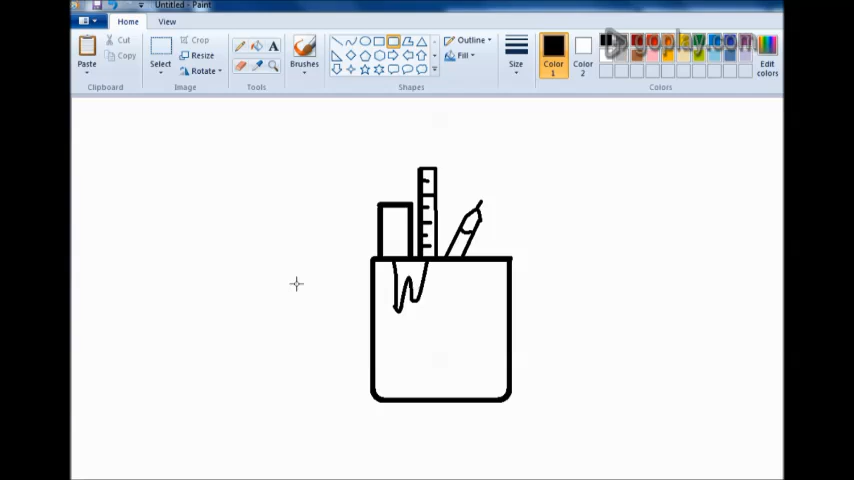 Untitled - Paint
Home View
Paste
Cut
Copy
Clipboard
Select
Crop
Resize
Rotate
Image
A
Tools
Brushes
Outline
Fill
Shapes
Size
Color 1
Color 2
Edit colors
Colors